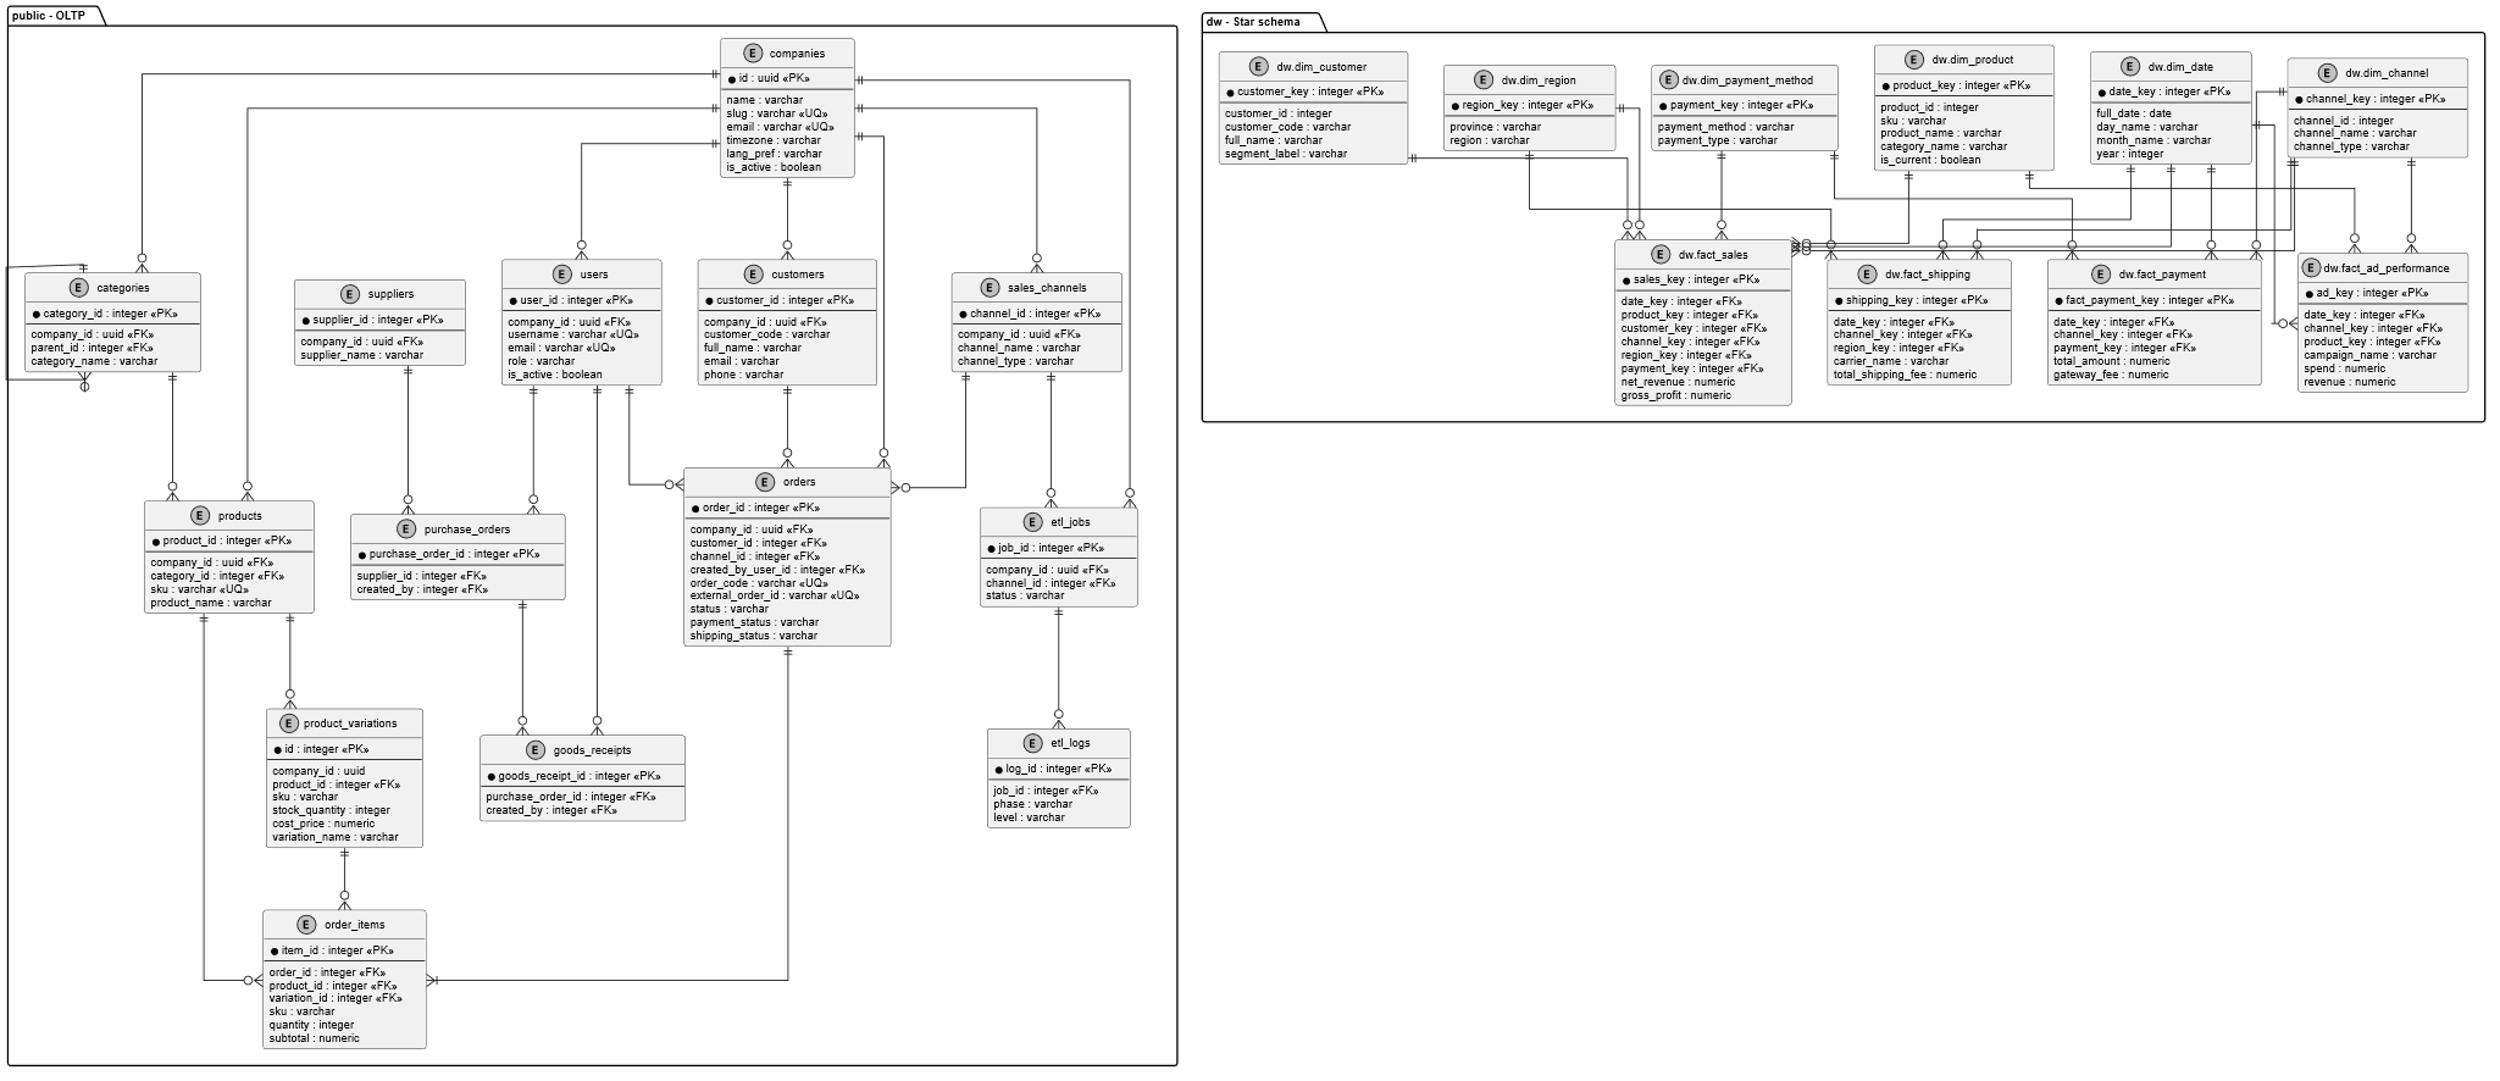 public - OLTP
E companies
id : uuid «PK»
name : varchar
slug : varchar «UQ»
email : varchar «UQ»
timezone : varchar
lang_pref : varchar
is_active : boolean
E categories
category_id : integer «PK»
company_id : uuid «FK»
parent_id : integer «FK»
category_name : varchar
E suppliers
supplier_id : integer «PK»
company_id : uuid «FK»
supplier_name : varchar
E users
user_id : integer «PK»
company_id : uuid «FK»
username : varchar «UQ»
email : varchar «UQ»
role : varchar
is_active : boolean
E customers
customer_id : integer «PK»
company_id : uuid «FK»
customer_code : varchar
full_name : varchar
email : varchar
phone : varchar
E sales_channels
channel_id : integer «PK»
company_id : uuid «FK»
channel_name : varchar
channel_type : varchar
E products
product_id : integer «PK»
company_id : uuid «FK»
category_id : integer «FK»
sku : varchar «UQ»
product_name : varchar
E purchase_orders
purchase_order_id : integer «PK»
supplier_id : integer «FK»
created_by : integer «FK»
E orders
order_id : integer «PK»
company_id : uuid «FK»
customer_id : integer «FK»
channel_id : integer «FK»
created_by_user_id : integer «FK»
order_code : varchar «UQ»
external_order_id : varchar «UQ»
status : varchar
payment_status : varchar
shipping_status : varchar
E etl_jobs
job_id : integer «PK»
company_id : uuid «FK»
channel_id : integer «FK»
status : varchar
E product_variations
id : integer «PK»
company_id : uuid
product_id : integer «FK»
sku : varchar
stock_quantity : integer
cost_price : numeric
variation_name : varchar
E goods_receipts
goods_receipt_id : integer «PK»
purchase_order_id : integer «FK»
created_by : integer «FK»
E etl_logs
log_id : integer «PK»
job_id : integer «FK»
phase : varchar
level : varchar
E order_items
item_id : integer «PK»
order_id : integer «FK»
product_id : integer «FK»
variation_id : integer «FK»
sku : varchar
quantity : integer
subtotal : numeric
dw - Star schema
E dw.dim_customer
customer_key : integer «PK»
customer_id : integer
customer_code : varchar
full_name : varchar
segment_label : varchar
E dw.dim_region
region_key : integer «PK»
province : varchar
region : varchar
E dw.dim_payment_method
payment_key : integer «PK»
payment_method : varchar
payment_type : varchar
E dw.dim_product
product_key : integer «PK»
product_id : integer
sku : varchar
product_name : varchar
category_name : varchar
is_current : boolean
E dw.dim_date
date_key : integer «PK»
full_date : date
day_name : varchar
month_name : varchar
year : integer
E dw.dim_channel
channel_key : integer «PK»
channel_id : integer
channel_name : varchar
channel_type : varchar
E dw.fact_sales
sales_key : integer «PK»
date_key : integer «FK»
product_key : integer «FK»
customer_key : integer «FK»
channel_key : integer «FK»
region_key : integer «FK»
payment_key : integer «FK»
net_revenue : numeric
gross_profit : numeric
E dw.fact_shipping
shipping_key : integer «PK»
date_key : integer «FK»
channel_key : integer «FK»
region_key : integer «FK»
carrier_name : varchar
total_shipping_fee : numeric
E dw.fact_payment
fact_payment_key : integer «PK»
date_key : integer «FK»
channel_key : integer «FK»
payment_key : integer «FK»
total_amount : numeric
gateway_fee : numeric
E dw.fact_ad_performance
ad_key : integer «PK»
date_key : integer «FK»
channel_key : integer «FK»
product_key : integer «FK»
campaign_name : varchar
spend : numeric
revenue : numeric